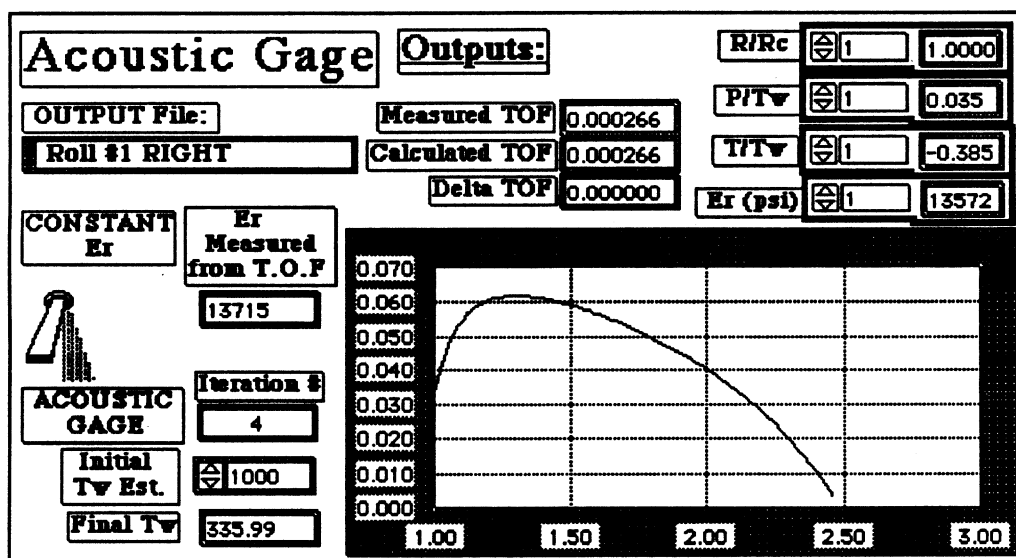 Acoustic Gage
Outputs:
OUTPUT File:
Roll #1 RIGHT
Measured TOF 0.000266
Calculated TOF 0.000266
Delta TOF 0.000000
R/Rc 1 1.0000
P/Tw 1 0.035
T/Tw 1 -0.385
Er (psi) 1 13572
CONSTANT
Er
Er
Measured
from T.O.F
13715
ACOUSTIC
GAGE
Iteration #
4
Initial
Tw Est.
1000
Final Tw 335.99
0.070
0.060
0.050
0.040
0.030
0.020
0.010
0.000
1.00 1.50 2.00 2.50 3.00